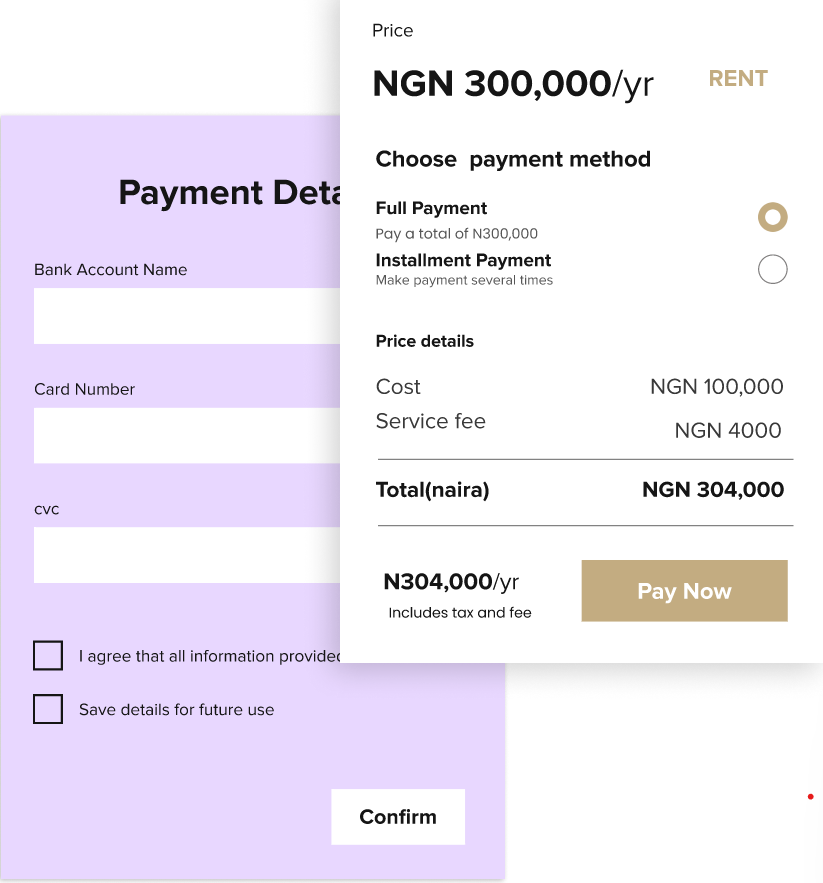 Price
NGN 300,000/yr
RENT
Choose payment method
Full Payment
Pay a total of N300,000
Installment Payment
Make payment several times
Price details
Cost
NGN 100,000
Service fee
NGN 4000
Total(naira)
NGN 304,000
N304,000/yr
Includes tax and fee
Pay Now
Payment Deta
Bank Account Name
Card Number
cvc
I agree that all information provided
Save details for future use
Confirm